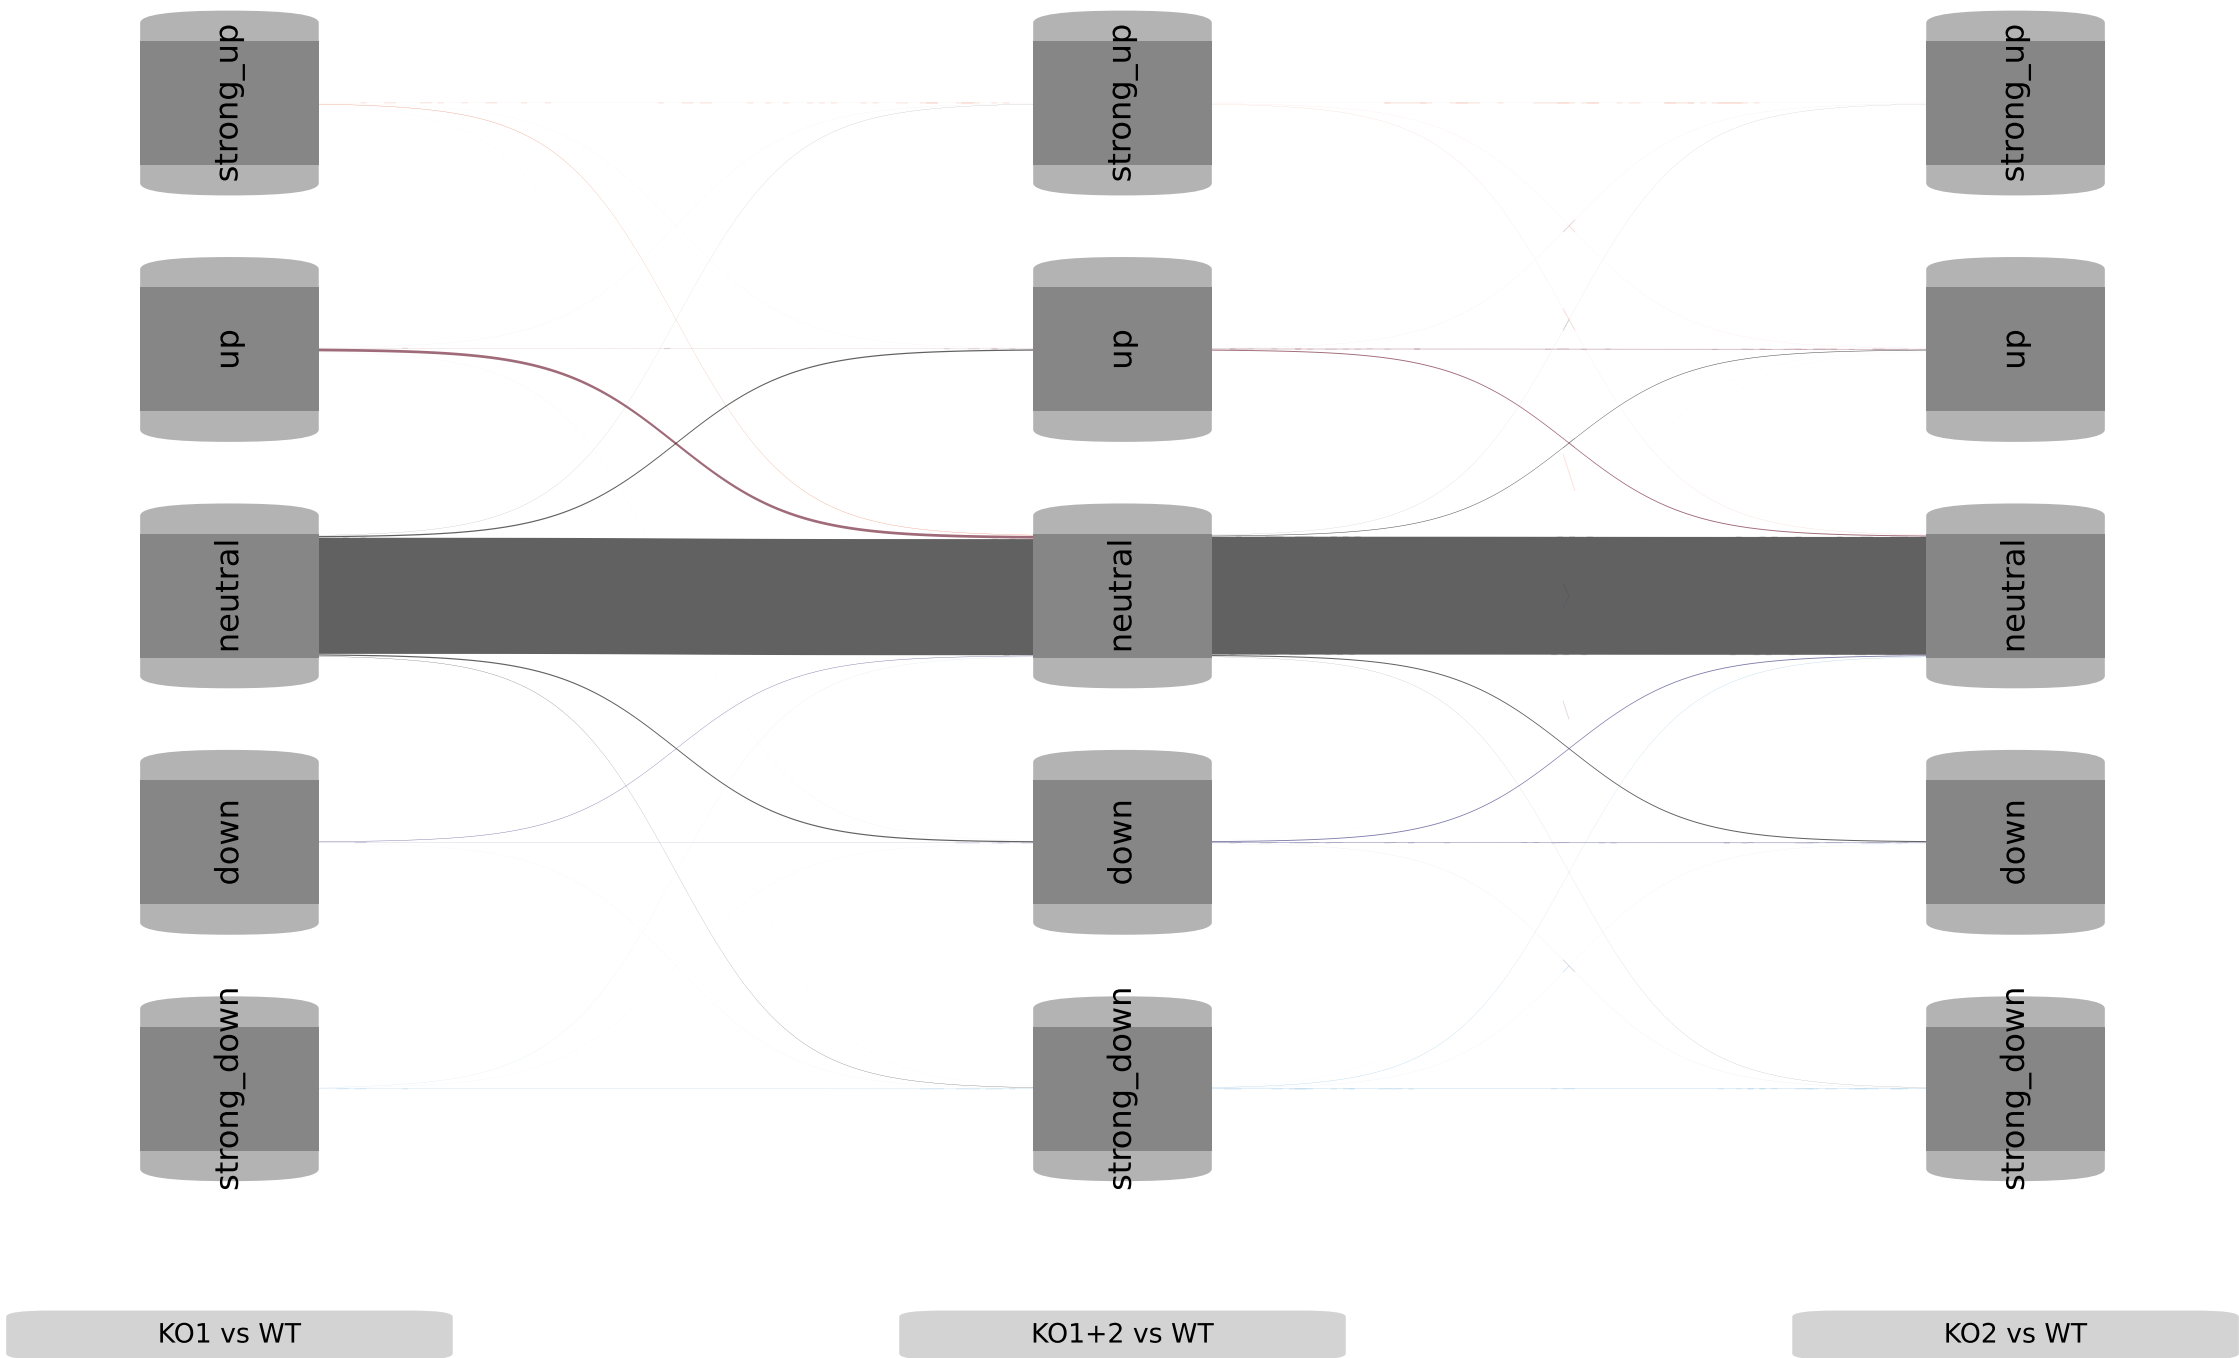 strong_up
strong_up
strong_up
up
up
up
neutral
neutral
neutral
down
down
down
strong_down
strong_down
strong_down
KO1 vs WT
KO1+2 vs WT
KO2 vs WT